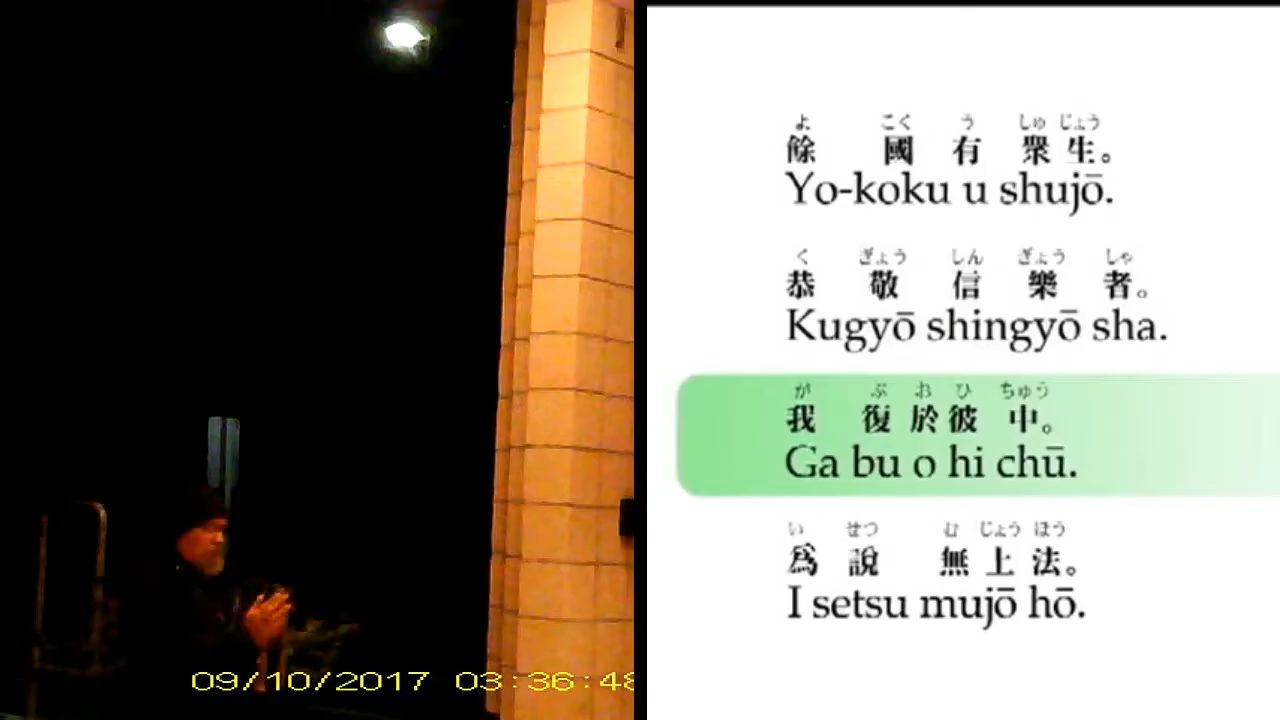 09/10/2017 03:36:48
よ こく う しゅ じょう
餘 國 有 衆 生。
Yo-koku u shujō.
く ぎょう しん ぎょう しゃ
恭 敬 信 樂 者。
Kugyō shingyō sha.
が ぶ お ひ ちゅう
我 復 於 彼 中。
Ga bu o hi chū.
い せつ む じょう ほう
爲 說 無 上 法。
I setsu mujō hō.